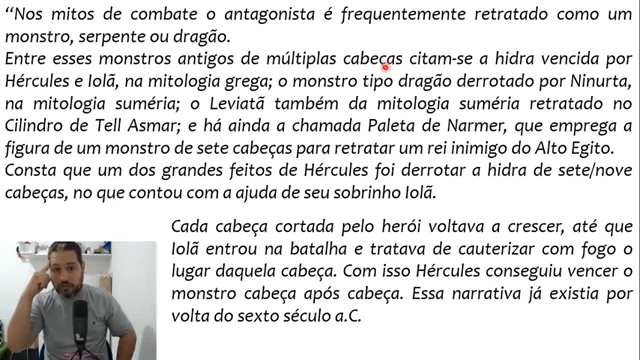 “Nos mitos de combate o antagonista é frequentemente retratado como um
monstro, serpente ou dragão.
Entre esses monstros antigos de múltiplas cabeças citam-se a hidra vencida por
Hércules e Iolã, na mitologia grega; o monstro tipo dragão derrotado por Ninurta,
na mitologia suméria; o Leviatã também da mitologia suméria retratado no
Cilindro de Tell Asmar; e há ainda a chamada Paleta de Narmer, que emprega a
figura de um monstro de sete cabeças para retratar um rei inimigo do Alto Egito.
Consta que um dos grandes feitos de Hércules foi derrotar a hidra de sete/nove
cabeças, no que contou com a ajuda de seu sobrinho Iolã.
Cada cabeça cortada pelo herói voltava a crescer, até que
Iolã entrou na batalha e tratava de cauterizar com fogo o
lugar daquela cabeça. Com isso Hércules conseguiu vencer o
monstro cabeça após cabeça. Essa narrativa já existia por
volta do sexto século a.C.